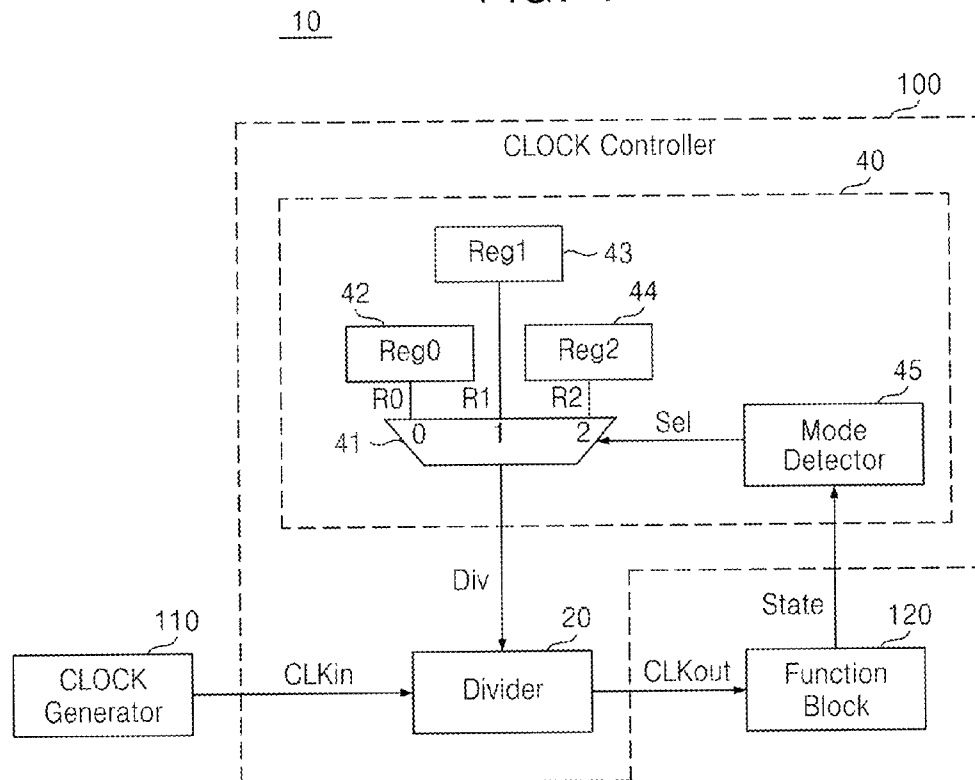 10
100
CLOCK Controller
40
Reg1
43
42
44
Reg0
Reg2
R0
R1
R2
45
0
1
2
41
Sel
Mode
Detector
Div
State
110
20
120
CLOCK
Generator
CLKin
Divider
CLKout
Function
Block